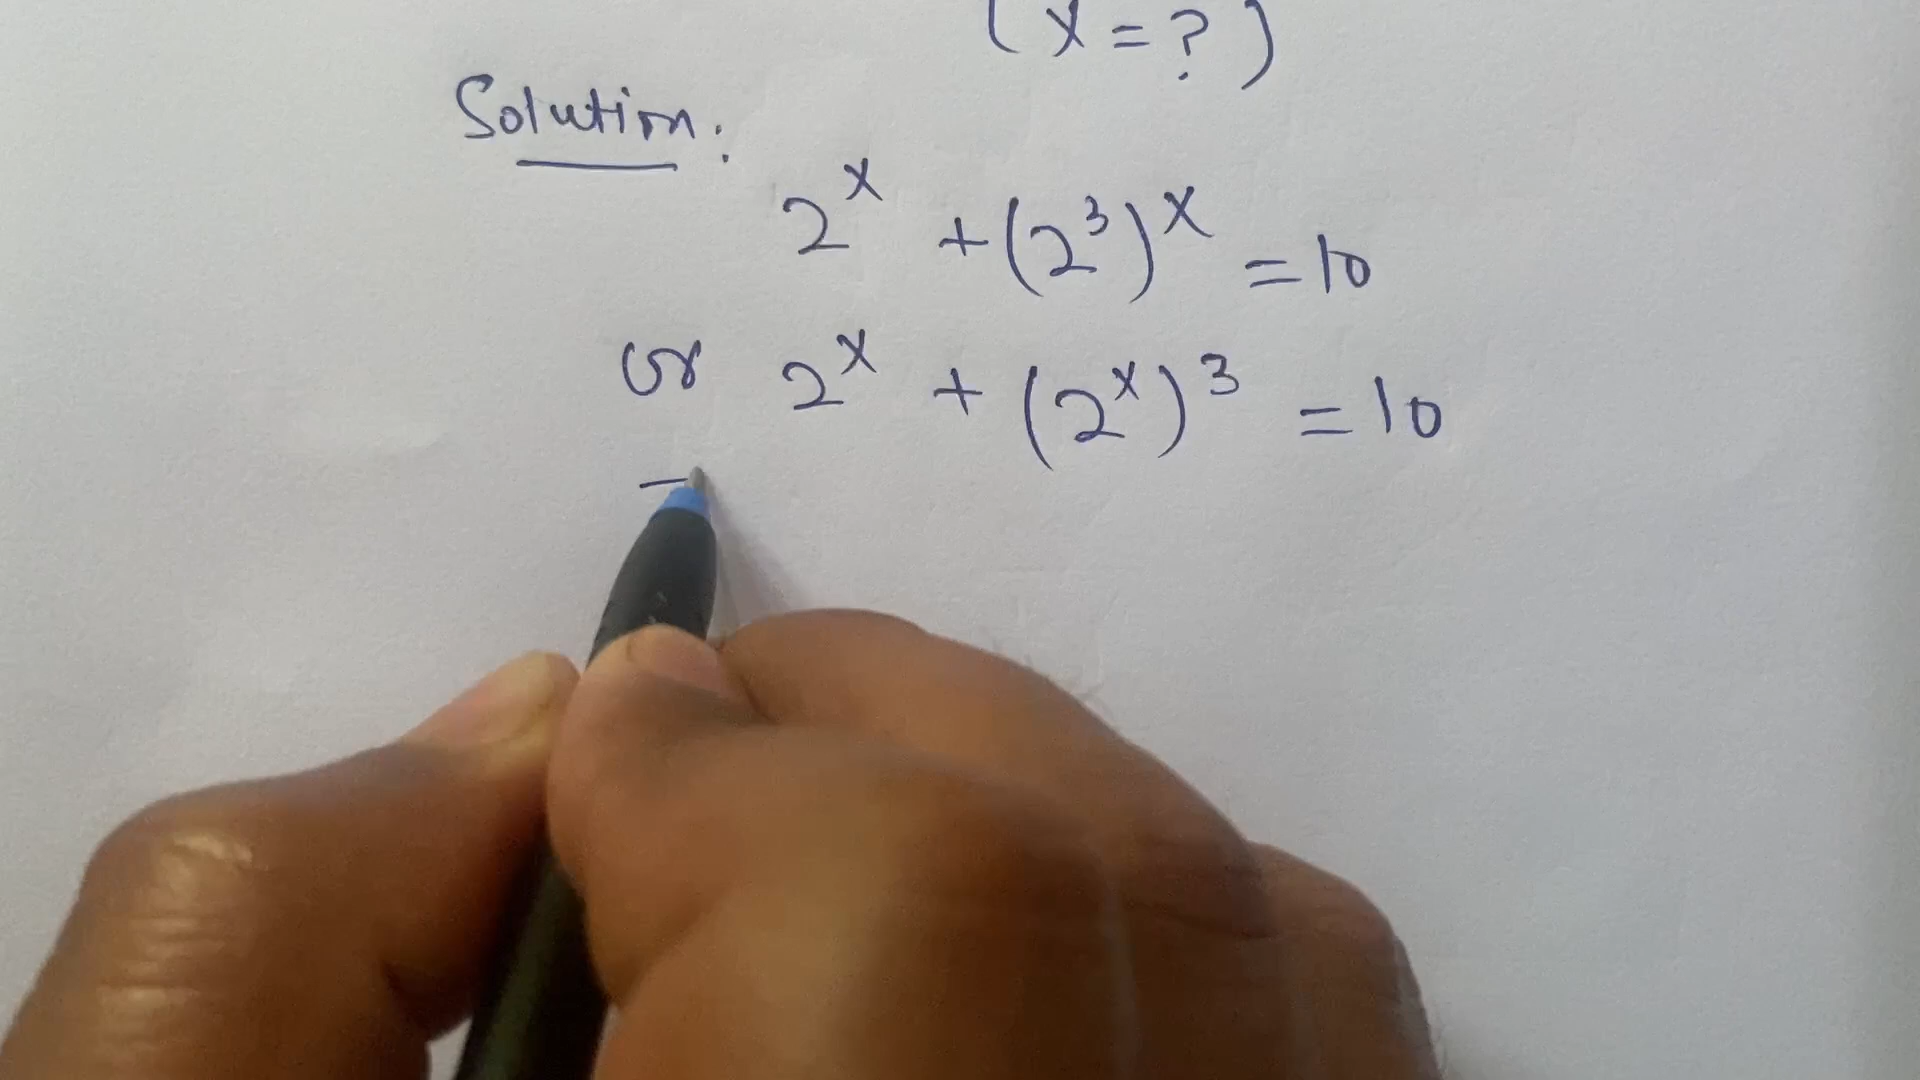 (x=?)
Solution:
2^x + (2^3)^x = 10
or 2^x + (2^x)^3 = 10